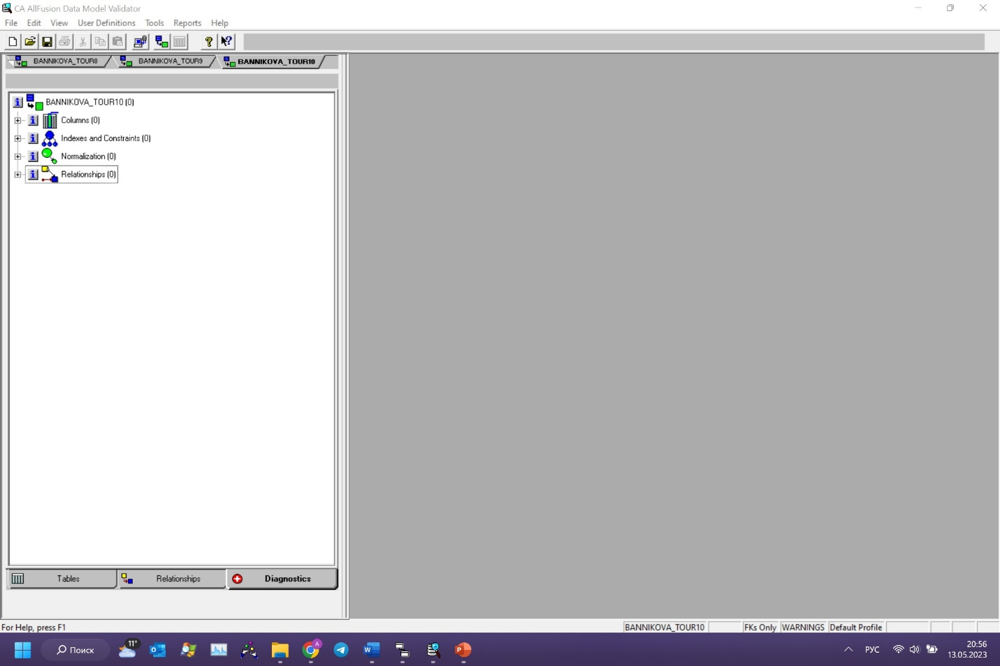 CA AllFusion Data Model Validator
File Edit View User Definitions Tools Reports Help
BANNIKOVA_TOUR8 BANNIKOVA_TOUR9 BANNIKOVA_TOUR10
BANNIKOVA_TOUR10 (0)
Columns (0)
Indexes and Constraints (0)
Normalization (0)
Relationships (0)
Tables Relationships Diagnostics
For Help, press F1 BANNIKOVA_TOUR10 FKs Only WARNINGS Default Profile
Поиск 11° РУС 20:56
13.05.2023